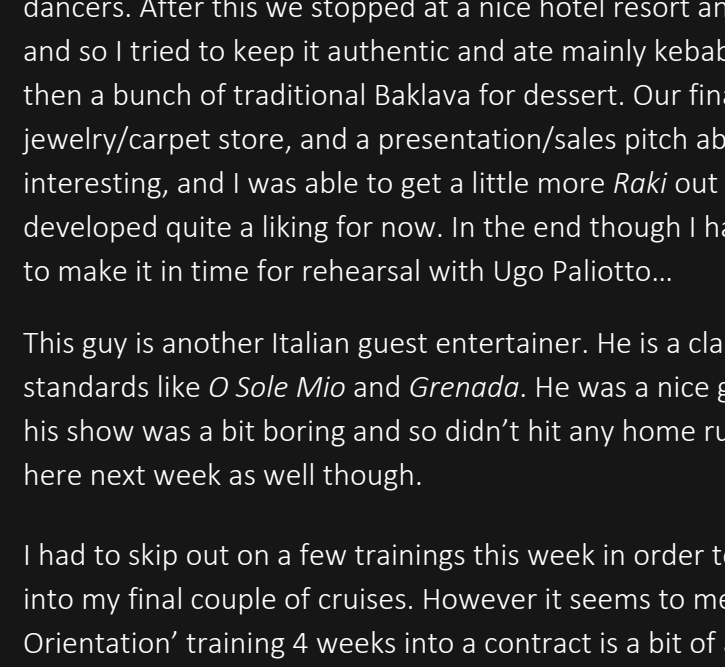 dancers. After this we stopped at a nice hotel resort an
and so I tried to keep it authentic and ate mainly kebab
then a bunch of traditional Baklava for dessert. Our fin
jewelry/carpet store, and a presentation/sales pitch ab
interesting, and I was able to get a little more Raki out
developed quite a liking for now. In the end though I ha
to make it in time for rehearsal with Ugo Paliotto...
This guy is another Italian guest entertainer. He is a cla
standards like O Sole Mio and Grenada. He was a nice g
his show was a bit boring and so didn’t hit any home ru
here next week as well though.
I had to skip out on a few trainings this week in order t
into my final couple of cruises. However it seems to me
Orientation’ training 4 weeks into a contract is a bit of